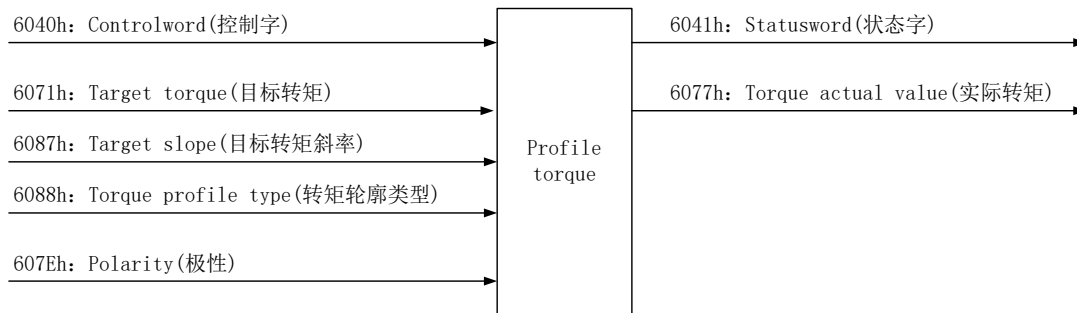 6040h: Controlword(控制字)
6071h: Target torque(目标转矩)
6087h: Target slope(目标转矩斜率)
6088h: Torque profile type(转矩轮廓类型)
607Eh: Polarity(极性)
Profile
torque
6041h: Statusword(状态字)
6077h: Torque actual value(实际转矩)